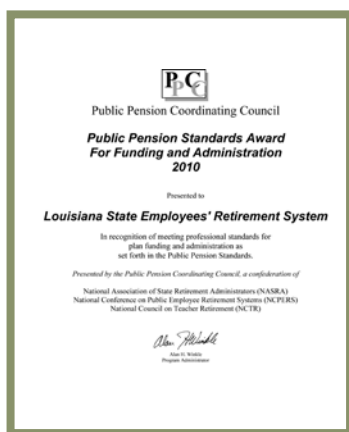 PPCC
Public Pension Coordinating Council
Public Pension Standards Award
For Funding and Administration
2010
Presented to
Louisiana State Employees' Retirement System
In recognition of meeting professional standards for
plan funding and administration as
set forth in the Public Pension Standards.
Presented by the Public Pension Coordinating Council, a confederation of
National Association of State Retirement Administrators (NASRA)
National Conference on Public Employee Retirement Systems (NCPERS)
National Council on Teacher Retirement (NCTR)
Alan H. Winkle
Alan H. Winkle
Program Administrator